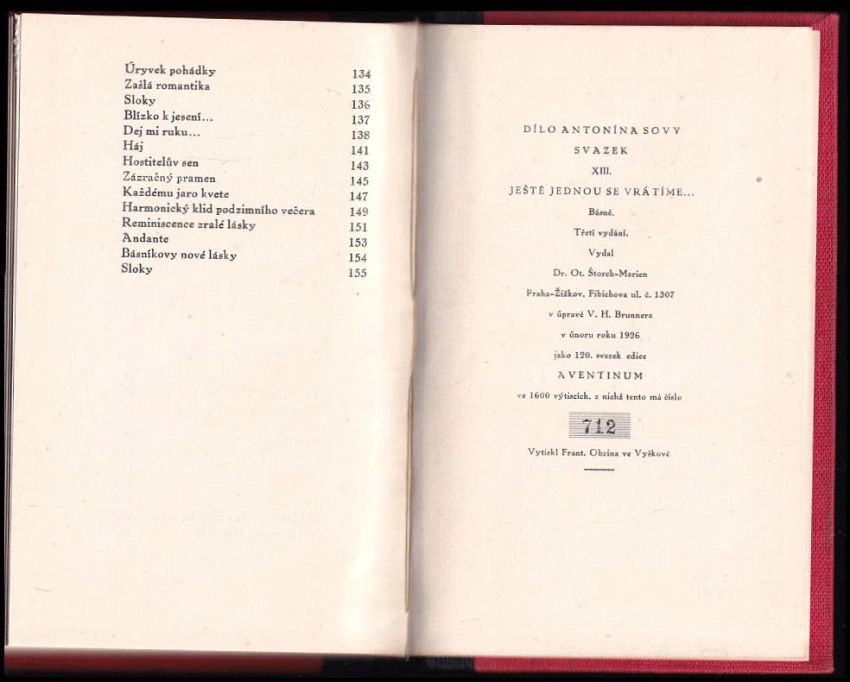 Úryvek pohádky 134
Zašlá romantika 135
Sloky 136
Blízko k jeseni... 137
Dej mi ruku... 138
Háj 141
Hostitelův sen 143
Zázračný pramen 145
Každému jaro kvete 147
Harmonický klid podzimního večera 149
Reminiscence zralé lásky 151
Andante 153
Básníkovy nové lásky 154
Sloky 155
DÍLO ANTONÍNA SOVY
SVAZEK
XIII.
JEŠTĚ JEDNOU SE VRÁTÍME...
Básně.
Třetí vydání.
Vydal
Dr. Ot. Štorch-Marien
Praha-Žižkov, Fibichova ul. č. 1307
v úpravě V. H. Brunnera
v únoru roku 1926
jako 120. svazek edice
AVENTINUM
ve 1600 výtiscích, z nichž tento má číslo
712
Vytiskl Frant. Obzina ve Vyškově